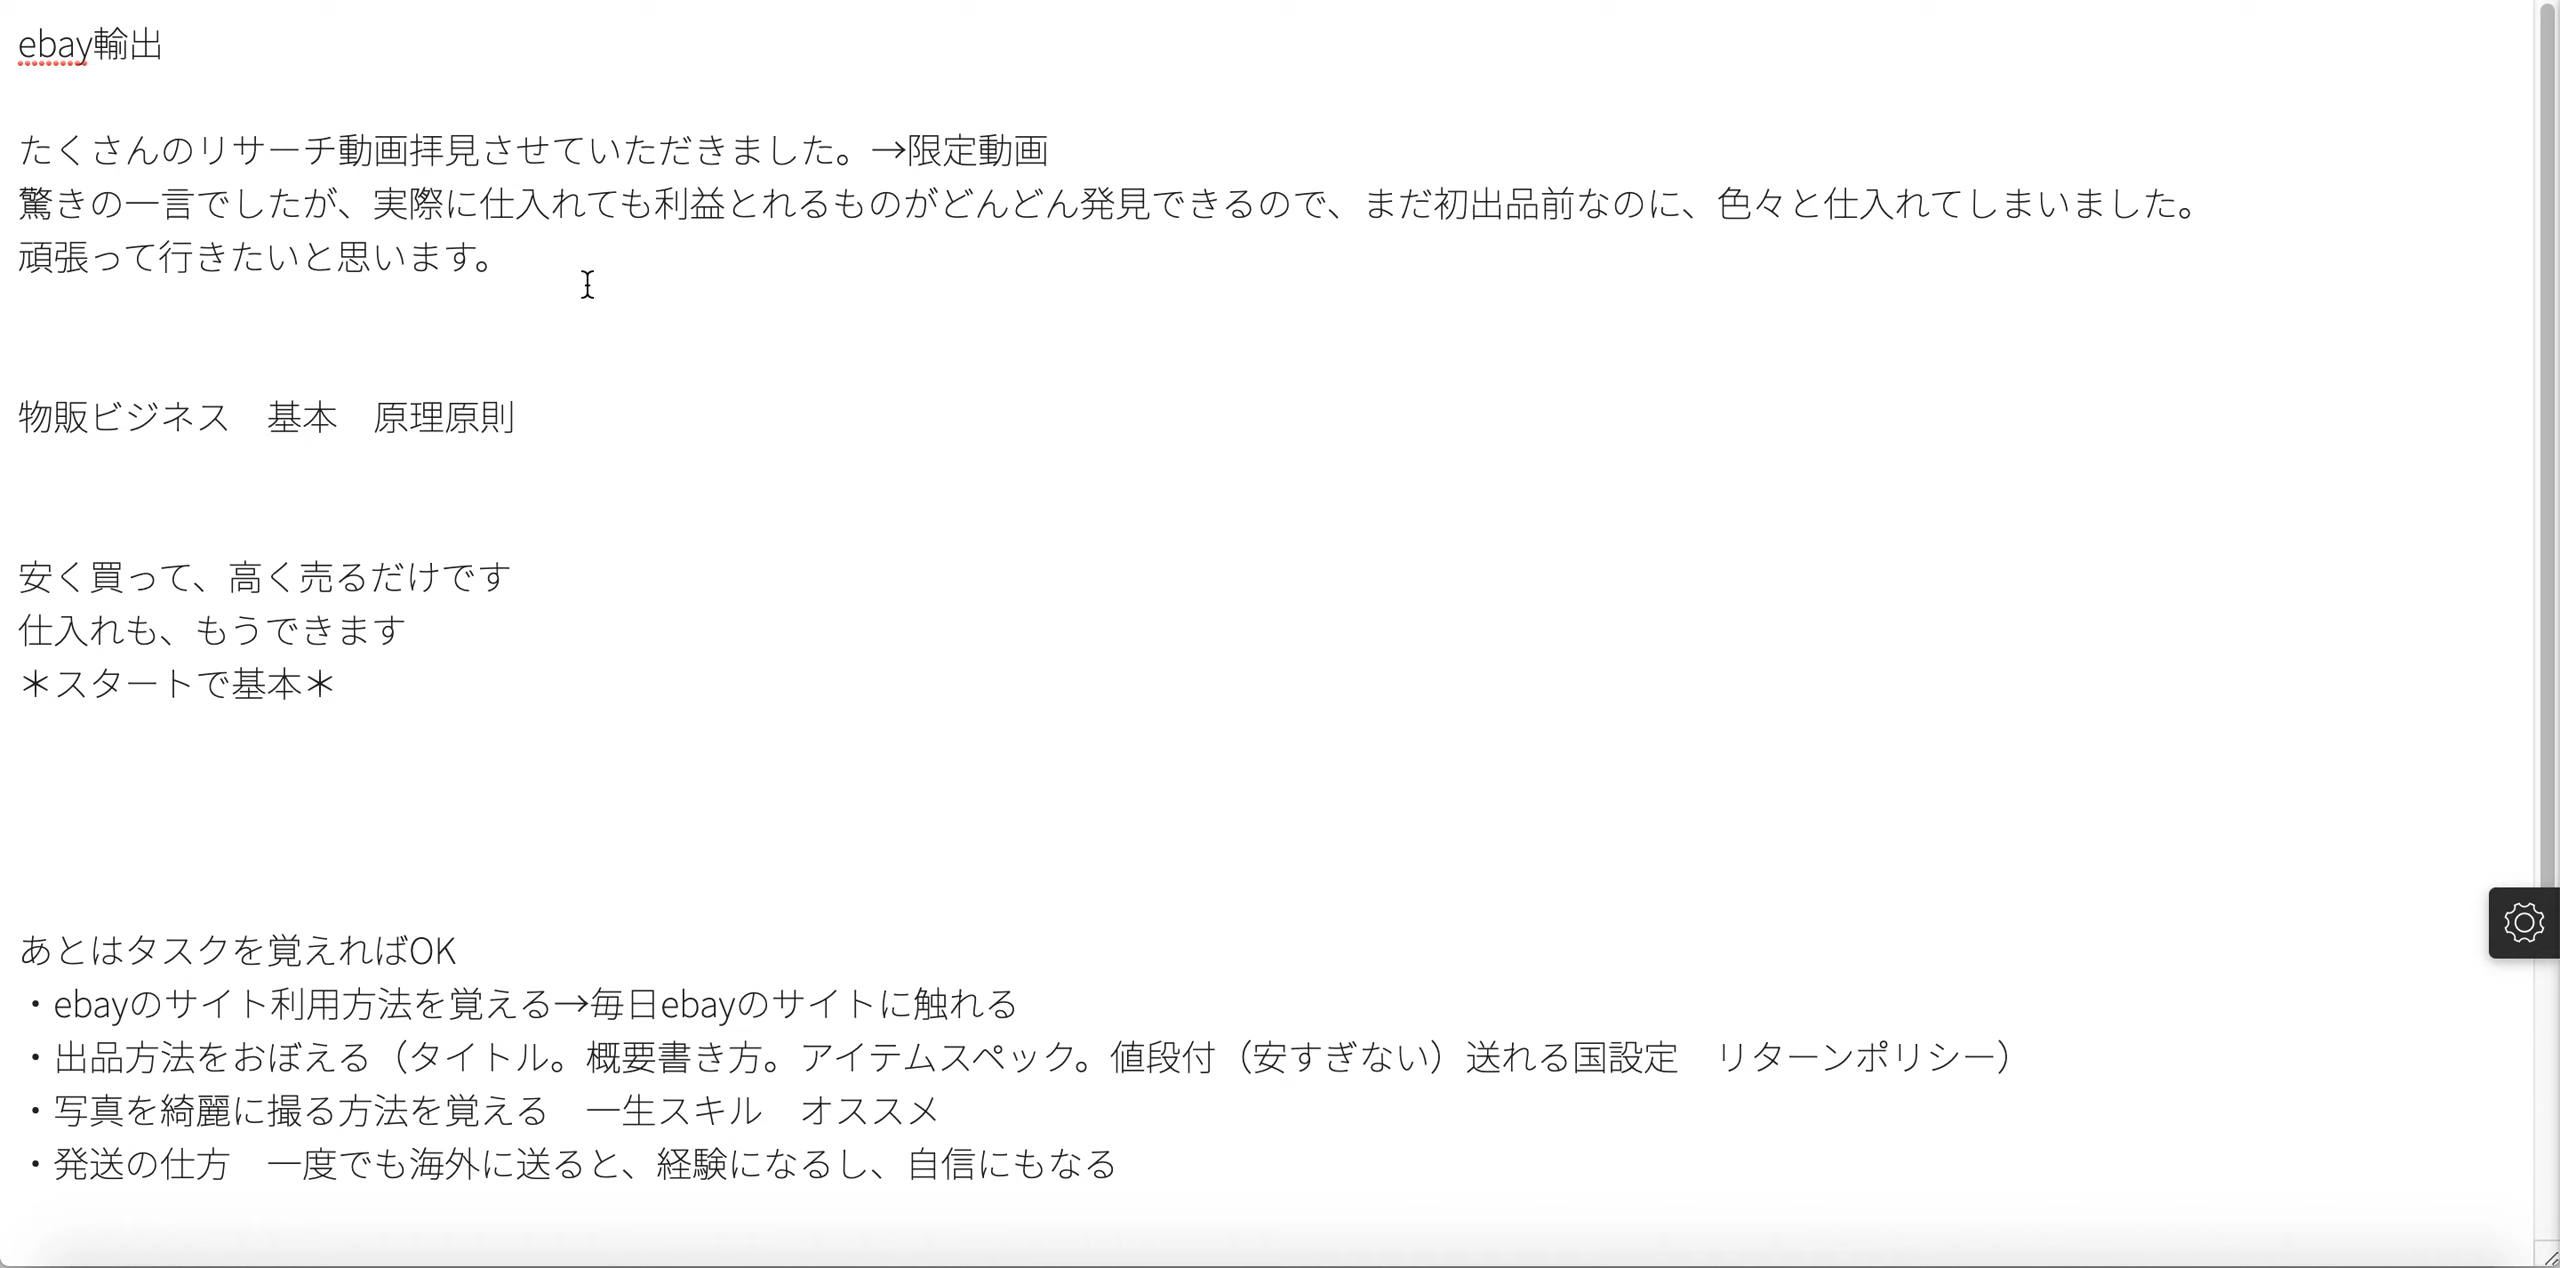 ebay輸出
たくさんのリサーチ動画拝見させていただきました。→限定動画
驚きの一言でしたが、実際に仕入れても利益とれるものがどんどん発見できるので、まだ初出品前なのに、色々と仕入れてしまいました。
頑張って行きたいと思います。
物販ビジネス　基本　原理原則
安く買って、高く売るだけです
仕入れも、もうできます
＊スタートで基本＊
あとはタスクを覚えればOK
・ebayのサイト利用方法を覚える→毎日ebayのサイトに触れる
・出品方法をおぼえる（タイトル。概要書き方。アイテムスペック。値段付（安すぎない）送れる国設定　リターンポリシー）
・写真を綺麗に撮る方法を覚える　一生スキル　オススメ
・発送の仕方　一度でも海外に送ると、経験になるし、自信にもなる